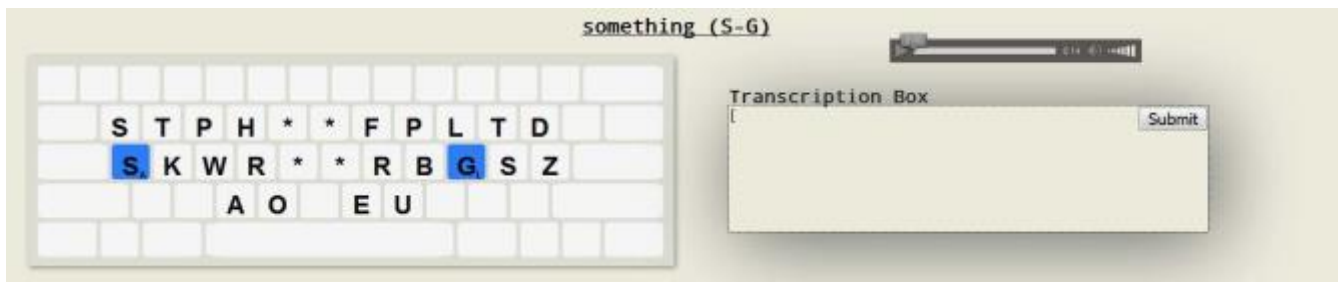 something (S-G)
Transcription Box
Submit
S T P H * * F P L T D
S K W R * * R B G S Z
A O E U